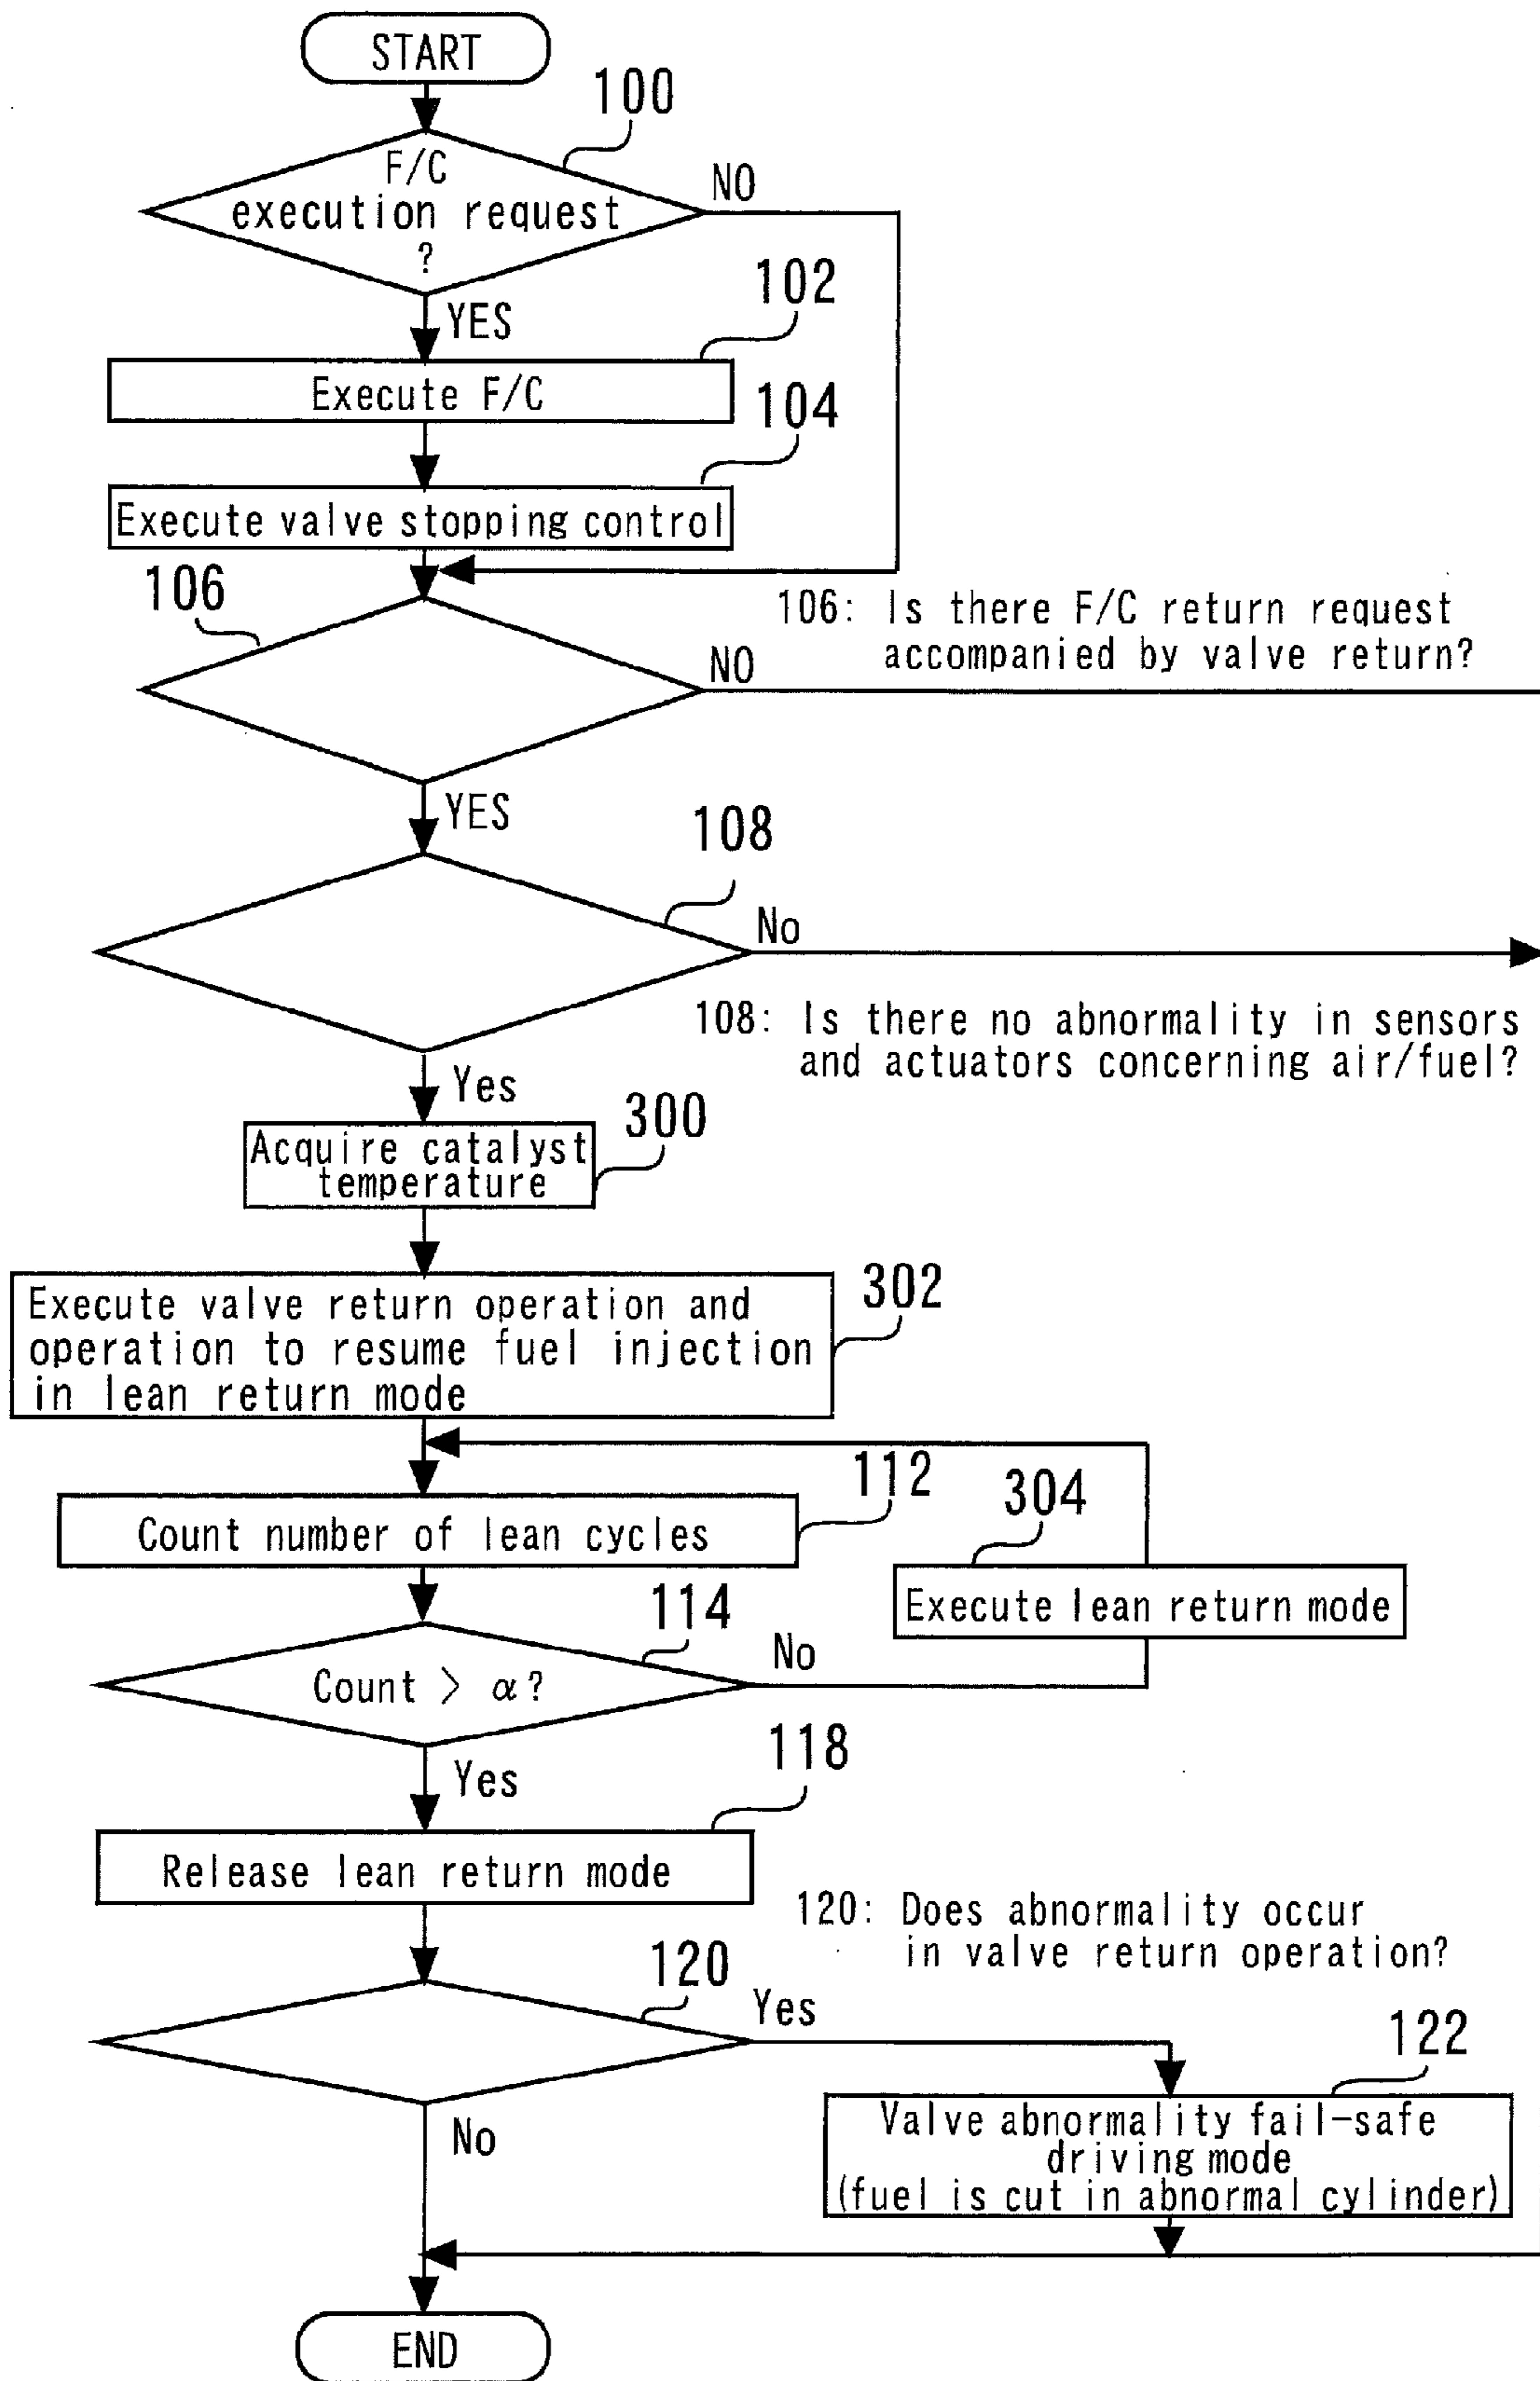 START
100
F/C
execution request
?
NO
YES
102
Execute F/C
104
Execute valve stopping control
106
106: Is there F/C return request
accompanied by valve return?
NO
YES
108
No
108: Is there no abnormality in sensors
and actuators concerning air/fuel?
Yes
300
Acquire catalyst
temperature
302
Execute valve return operation and
operation to resume fuel injection
in lean return mode
112
Count number of lean cycles
304
Execute lean return mode
114
Count > α?
No
Yes
118
Release lean return mode
120: Does abnormality occur
in valve return operation?
120
Yes
122
Valve abnormality fail-safe
driving mode
(fuel is cut in abnormal cylinder)
No
END